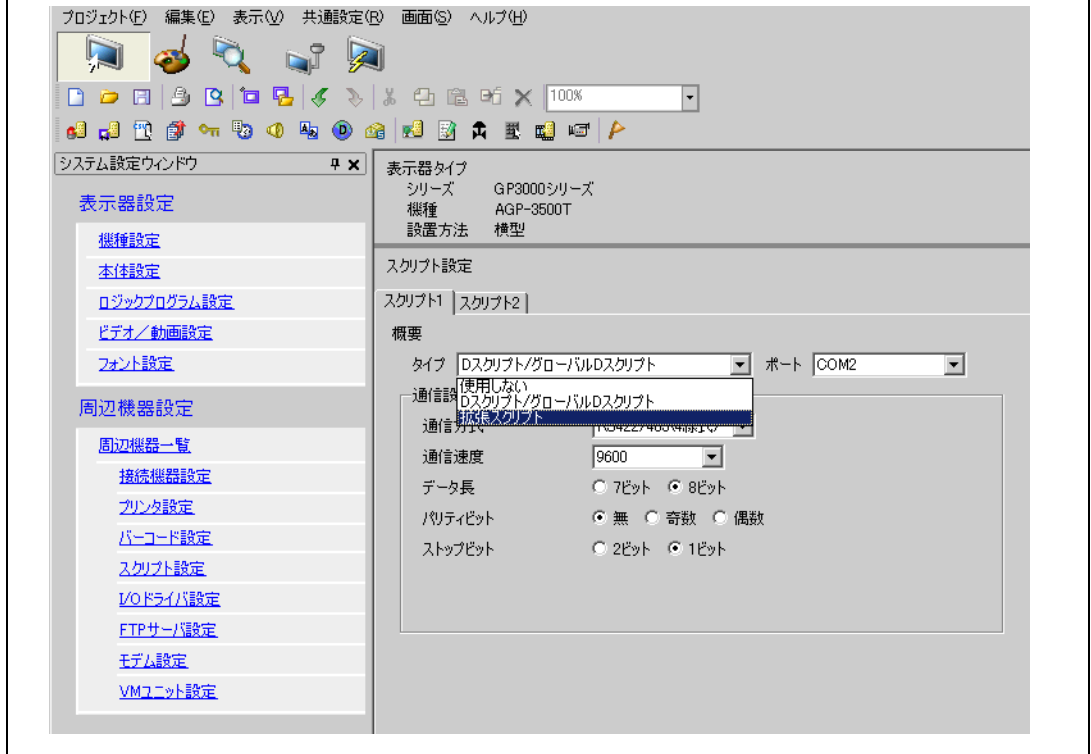 プロジェクト(F) 編集(E) 表示(V) 共通設定(R) 画面(S) ヘルプ(H)
100%
システム設定ウィンドウ
表示器設定
機種設定
本体設定
ロジックプログラム設定
ビデオ／動画設定
フォント設定
周辺機器設定
周辺機器一覧
接続機器設定
プリンタ設定
バーコード設定
スクリプト設定
I/Oドライバ設定
FTPサーバ設定
モデム設定
VMユニット設定
表示器タイプ
シリーズ GP3000シリーズ
機種 AGP-3500T
設置方法 横型
スクリプト設定
スクリプト1 スクリプト2
概要
タイプ Dスクリプト/グローバルDスクリプト ポート COM2
使用しない
Dスクリプト/グローバルDスクリプト
拡張スクリプト
通信設
通信方式
通信速度 9600
データ長 7ビット 8ビット
パリティビット 無 奇数 偶数
ストップビット 2ビット 1ビット